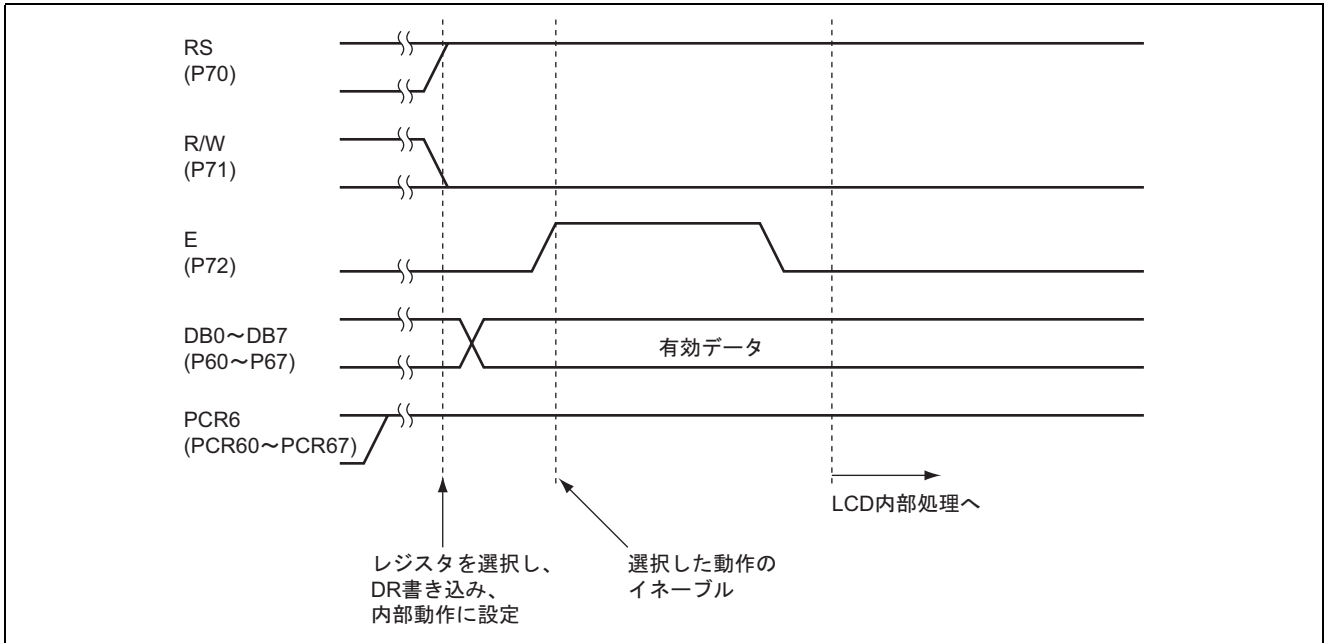 RS
(P70)
R/W
(P71)
E
(P72)
DB0～DB7
(P60～P67)
有効データ
PCR6
(PCR60～PCR67)
LCD内部処理へ
レジスタを選択し、
DR書き込み、
内部動作に設定
選択した動作の
イネーブル